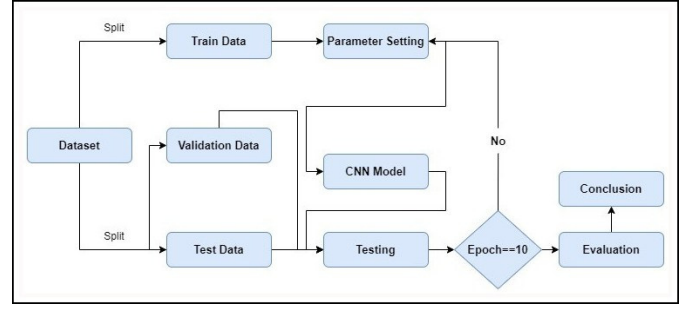 Split
Train Data
Parameter Setting
Dataset
Validation Data
No
CNN Model
Conclusion
Split
Test Data
Testing
Epoch==10
Evaluation